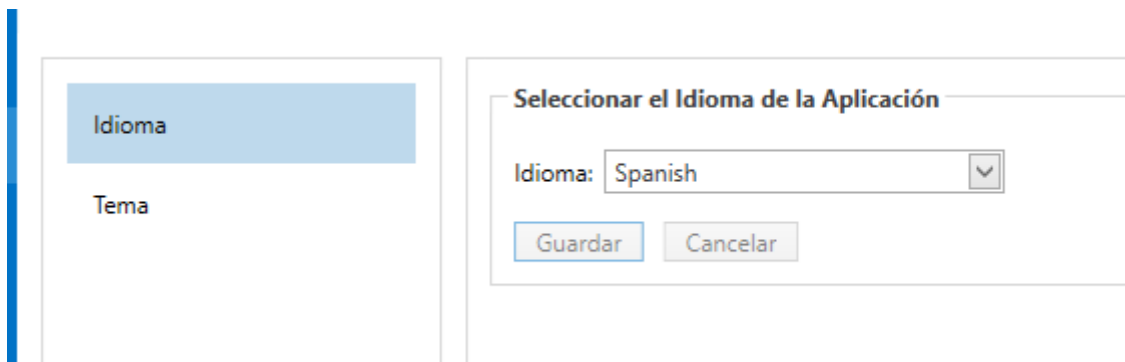 Idioma
Tema
Seleccionar el Idioma de la Aplicación
Idioma: Spanish
Guardar Cancelar